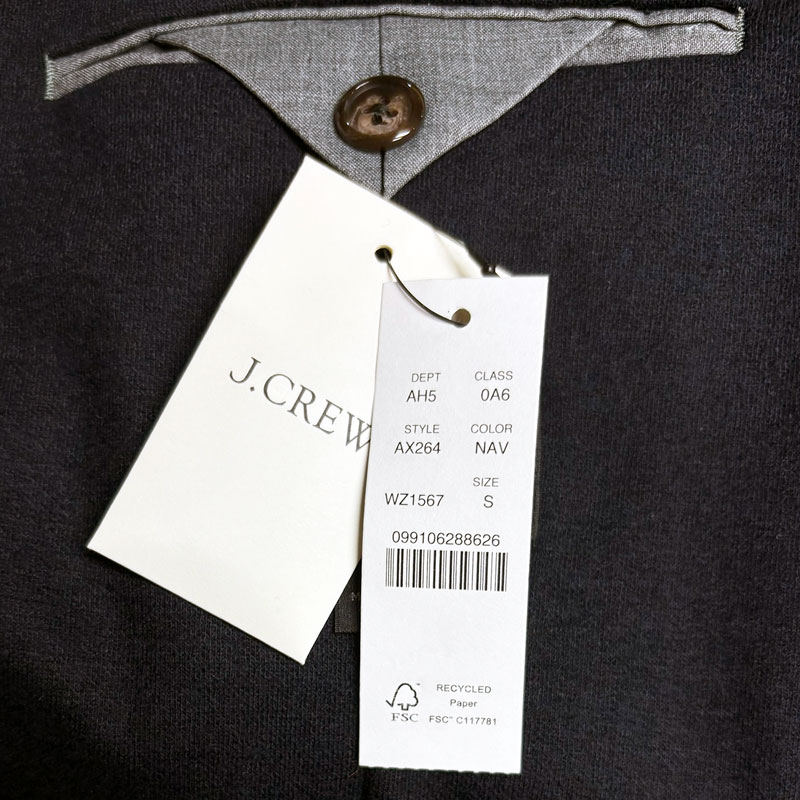 J.CREW
DEPT CLASS
AH5 0A6
STYLE COLOR
AX264 NAV
SIZE
WZ1567 S
099106288626
FSC
RECYCLED
Paper
FSC™ C117781